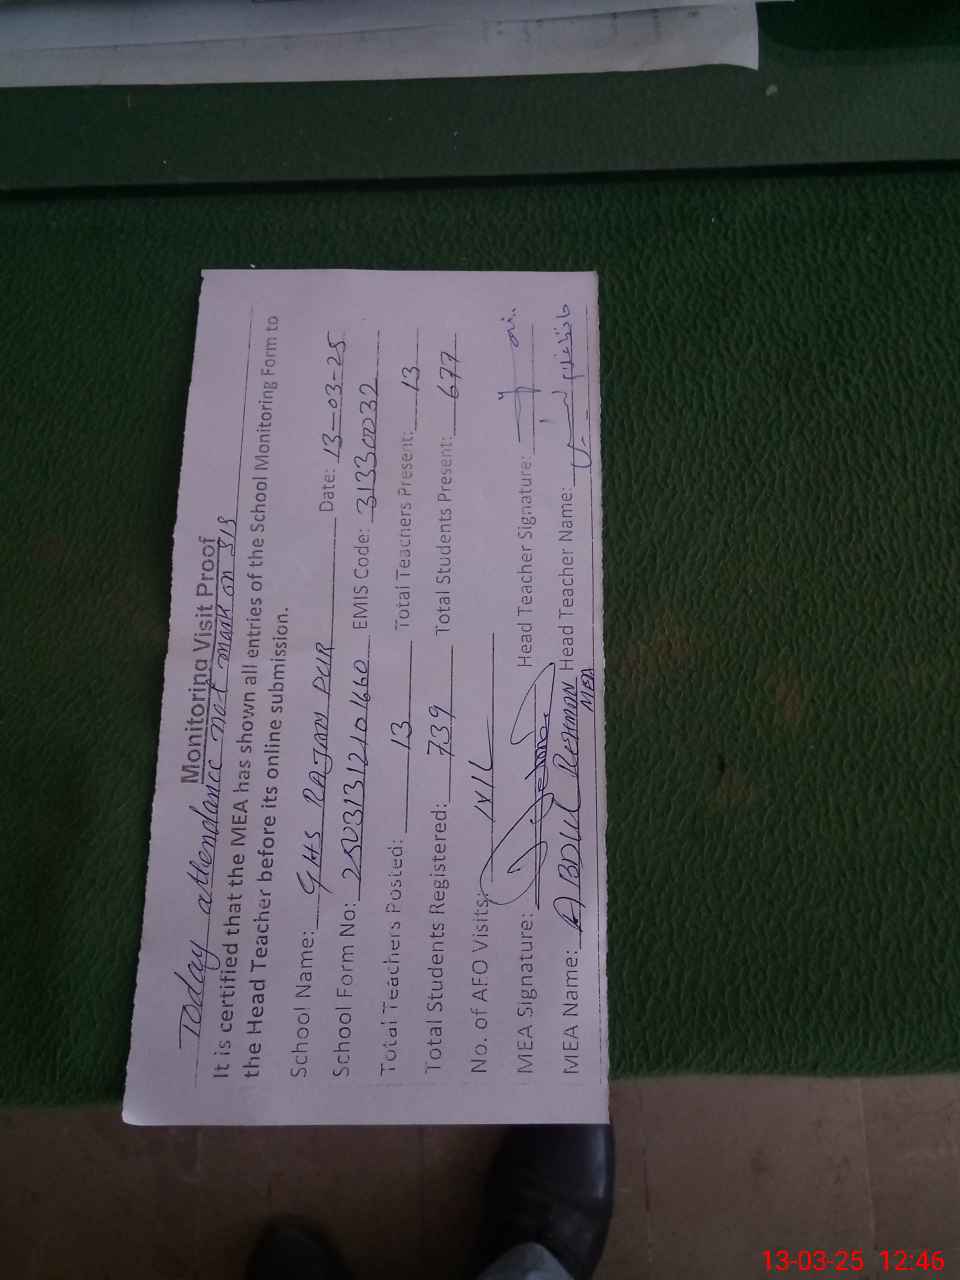 Monitoring Visit Proof
Today attendance not mark on SIS
It is certified that the MEA has shown all entries of the School Monitoring Form to
the Head Teacher before its online submission.
School Name: GHS RAJAN PUR Date: 13-03-25
School Form No: 25031312101660 EMIS Code: 31330032
Total Teachers Posted: 13 Total Teachers Present: 13
Total Students Registered: 739 Total Students Present: 677
No. of AFO Visits: NIL
MEA Signature: Head Teacher Signature:
MEA Name: ABDUL REHMAN Head Teacher Name:
MEA
13-03-25 12:46